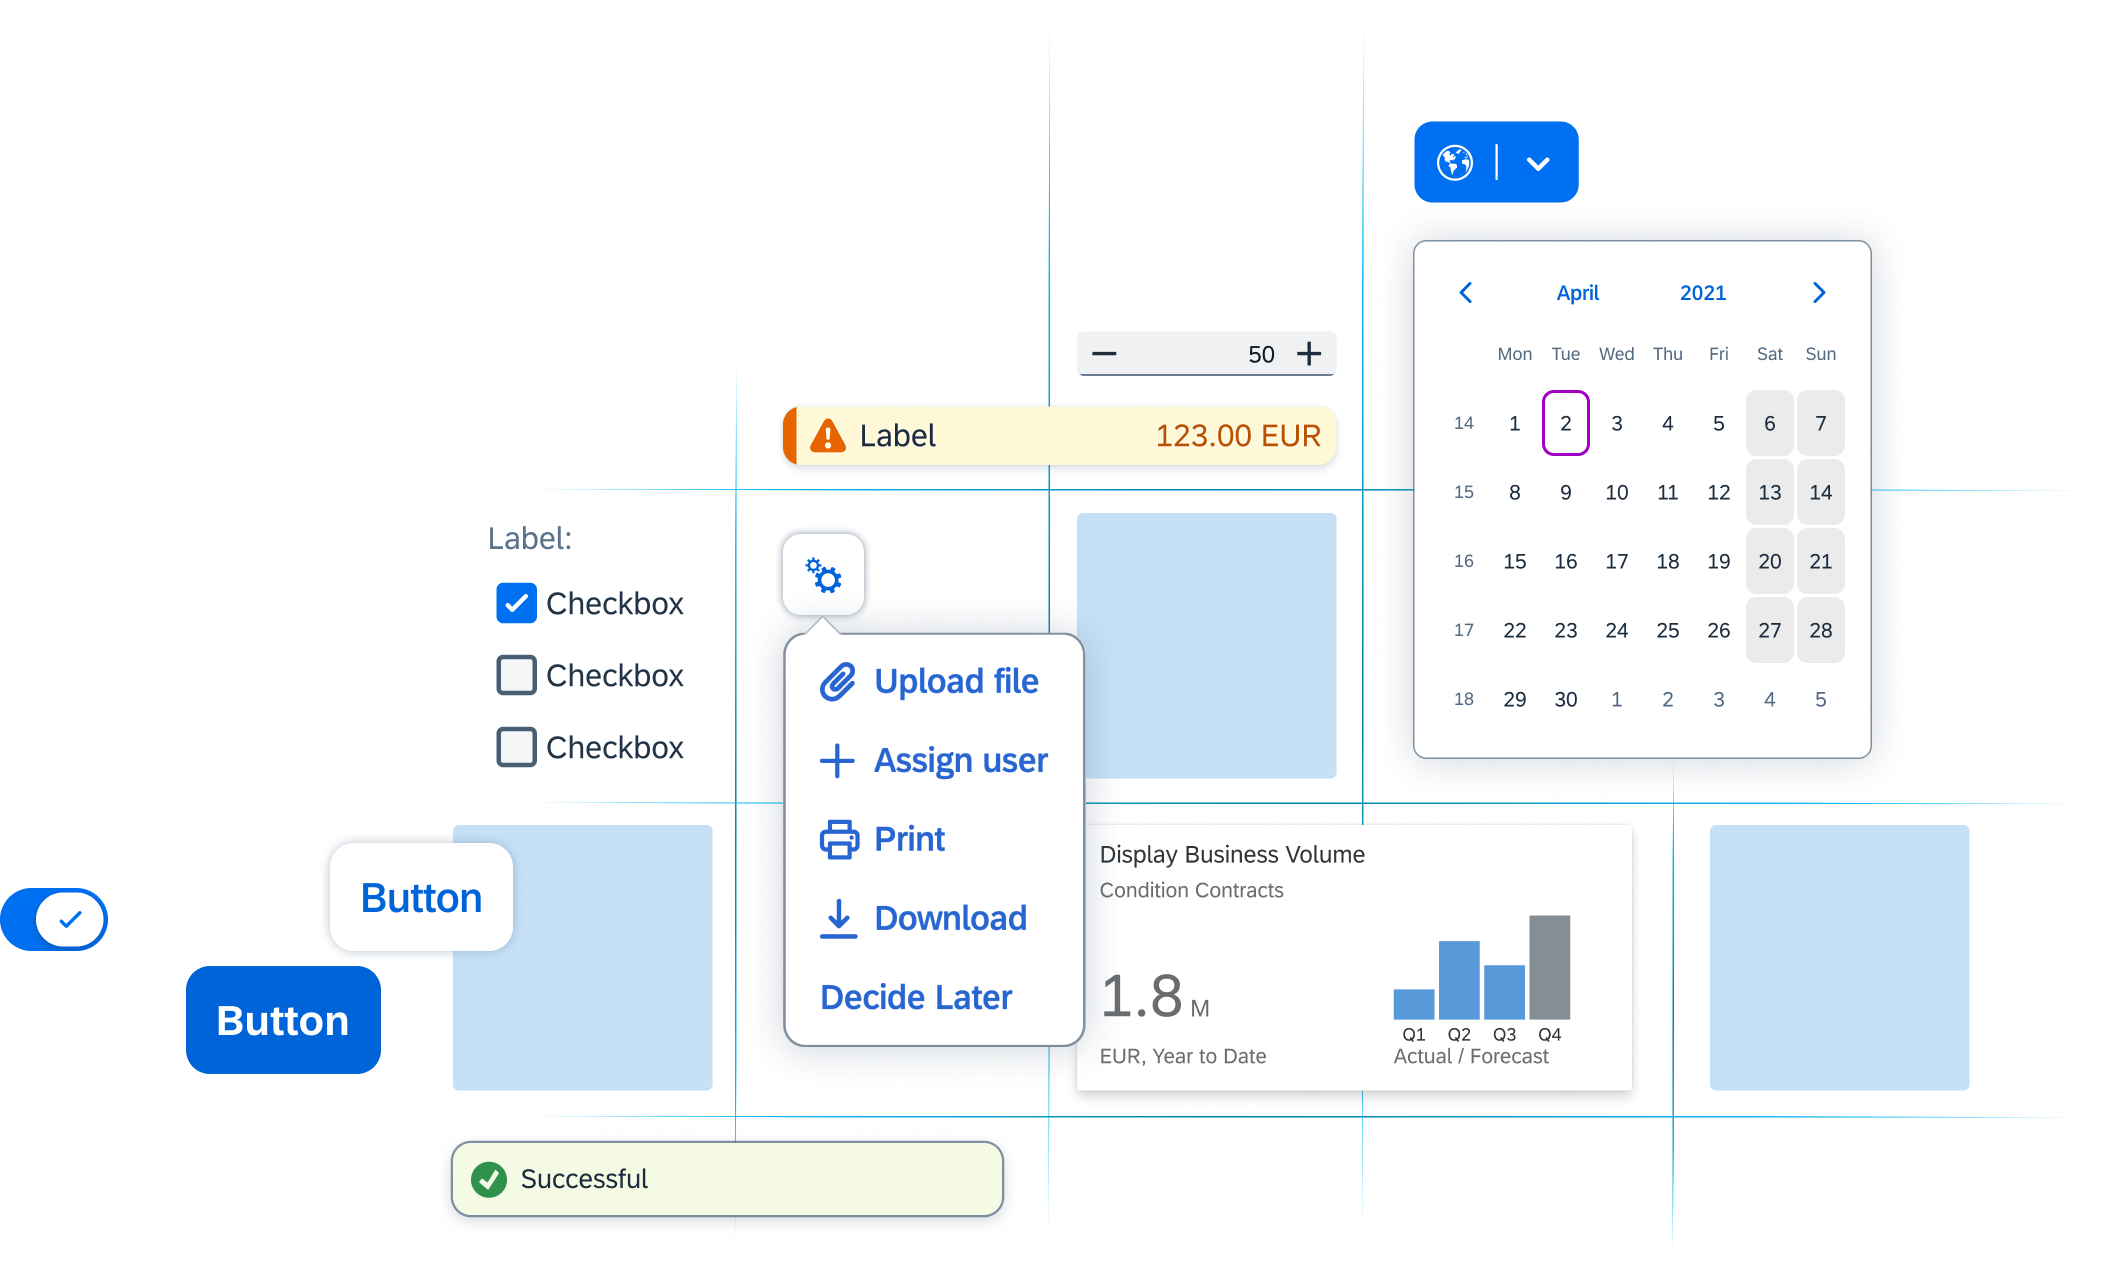 April 2021
Mon Tue Wed Thu Fri Sat Sun
14 1 2 3 4 5 6 7
15 8 9 10 11 12 13 14
16 15 16 17 18 19 20 21
17 22 23 24 25 26 27 28
18 29 30 1 2 3 4 5
50
Label 123.00 EUR
Label:
Checkbox
Checkbox
Checkbox
Upload file
Assign user
Print
Download
Decide Later
Button
Button
Display Business Volume
Condition Contracts
1.8 M
Q1 Q2 Q3 Q4
EUR, Year to Date
Actual / Forecast
Successful